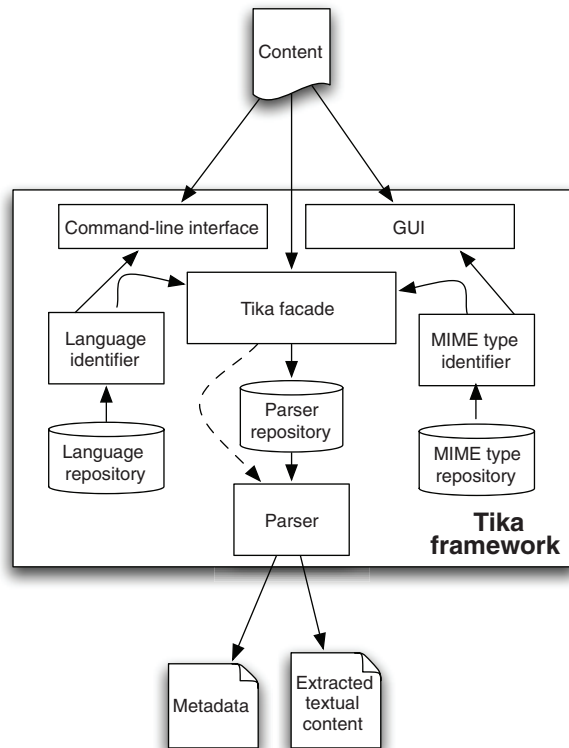 Content
Command-line interface
GUI
Tika facade
Language
identifier
MIME type
identifier
Parser
repository
Language
repository
MIME type
repository
Parser
Tika
framework
Metadata
Extracted
textual
content